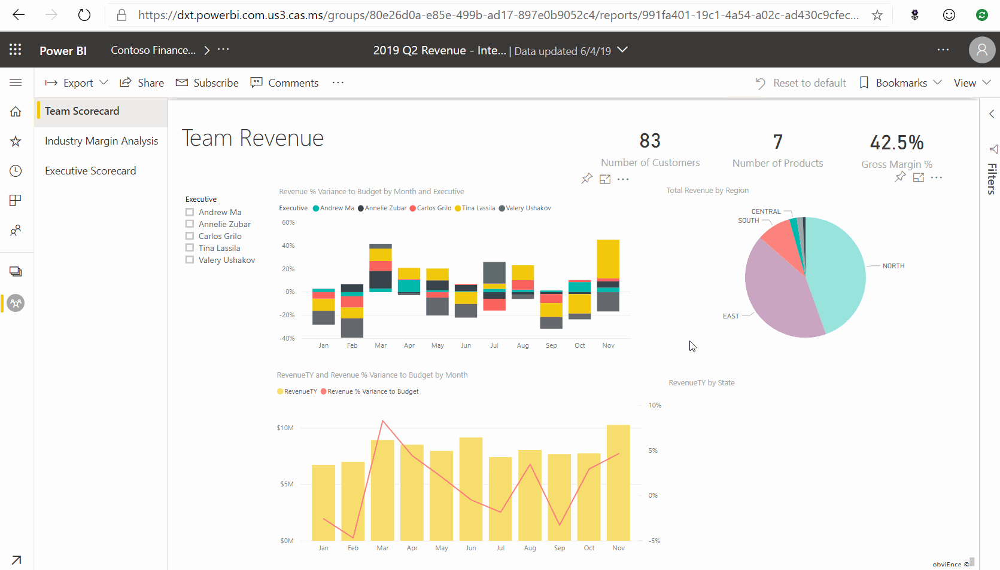 https://dxt.powerbi.com.us3.cas.ms/groups/80e26d0a-e85e-499b-ad17-897e0b9052c4/reports/991fa401-19c1-4a54-a02c-ad430c9cfec...
Power BI Contoso Finance... > ... 2019 Q2 Revenue - Inte... | Data updated 6/4/19 ...
Export Share Subscribe Comments ... Reset to default Bookmarks View
Team Scorecard
Industry Margin Analysis
Executive Scorecard
Filters
Team Revenue
83
Number of Customers
7
Number of Products
42.5%
Gross Margin %
Executive
Andrew Ma
Annelie Zubar
Carlos Grilo
Tina Lassila
Valery Ushakov
Revenue % Variance to Budget by Month and Executive
Executive Andrew Ma Annelie Zubar Carlos Grilo Tina Lassila Valery Ushakov
60%
40%
20%
0%
-20%
-40%
Jan Feb Mar Apr May Jun Jul Aug Sep Oct Nov
Total Revenue by Region
CENTRAL
SOUTH
NORTH
EAST
RevenueTY and Revenue % Variance to Budget by Month
RevenueTY Revenue % Variance to Budget
10%
$10M
5%
$5M
0%
$0M -5%
Jan Feb Mar Apr May Jun Jul Aug Sep Oct Nov
RevenueTY by State
obviEnce ©